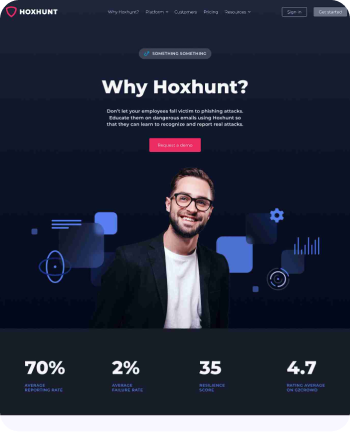 HOXHUNT
Why Hoxhunt? Platform Customers Pricing Resources
Sign in
Get started
SOMETHING SOMETHING
Why Hoxhunt?
Don't let your employees fall victim to phishing attacks.
Educate them on dangerous emails using Hoxhunt so
that they can learn to recognize and report real attacks.
Request a demo
70% 2% 35 4.7
AVERAGE AVERAGE RESILIENCE RATING AVERAGE
REPORTING RATE FAILURE RATE SCORE